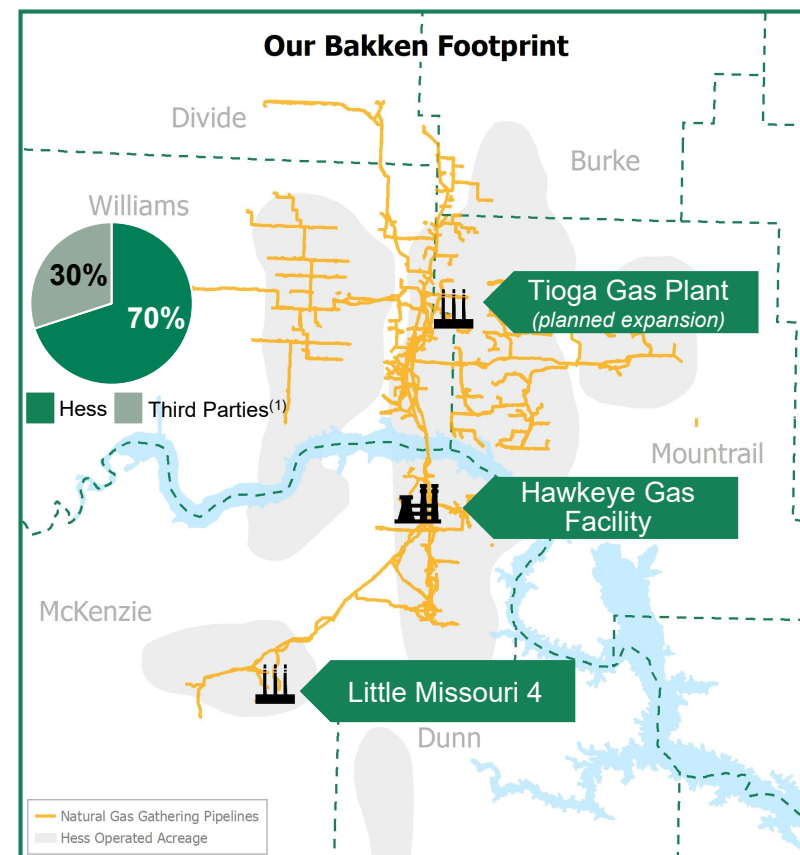 Our Bakken Footprint
Divide
Burke
Williams
30%
70%
Tioga Gas Plant
(planned expansion)
Hess
Third Parties(1)
Mountrail
Hawkeye Gas
Facility
McKenzie
Little Missouri 4
Dunn
Natural Gas Gathering Pipelines
Hess Operated Acreage